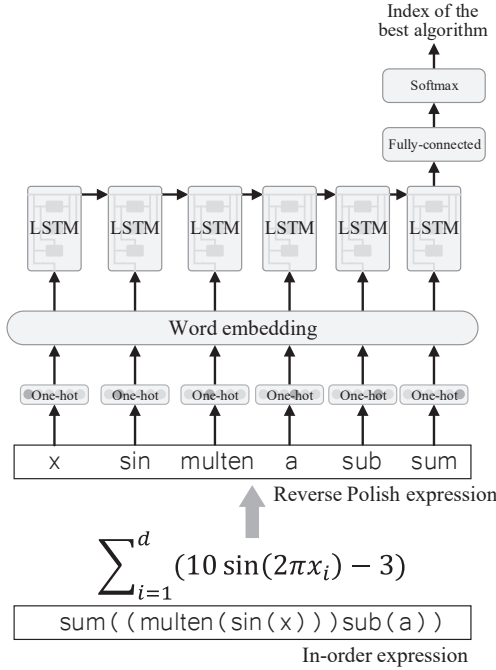 Index of the
best algorithm
Softmax
Fully-connected
LSTM LSTM LSTM LSTM LSTM LSTM
Word embedding
One-hot One-hot One-hot One-hot One-hot One-hot
x sin multen a sub sum
Reverse Polish expression
∑_{i=1}^{d} (10 sin(2πx_i) − 3)
sum((multen(sin(x)))sub(a))
In-order expression